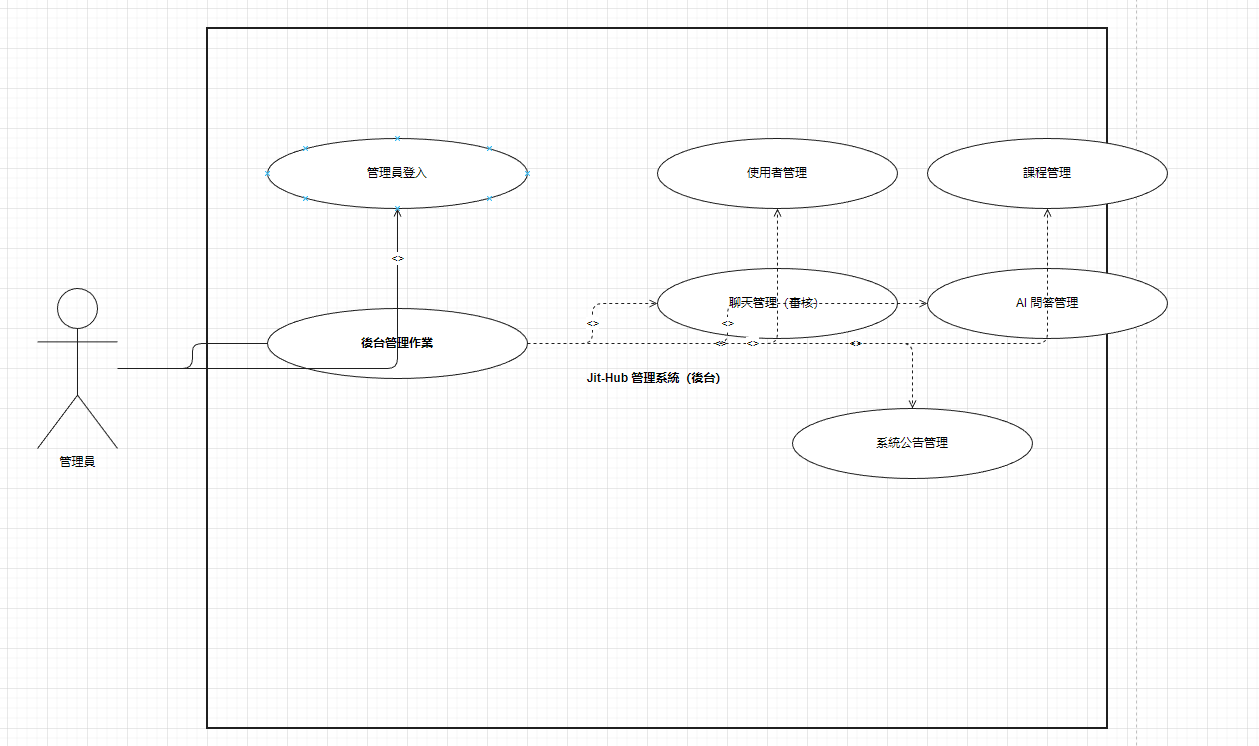 管理員登入
使用者管理
課程管理
<>
聊天管理（審核）
AI 問答管理
<>
<>
後台管理作業
<>
<>
<>
Jit-Hub 管理系統（後台）
系統公告管理
管理員